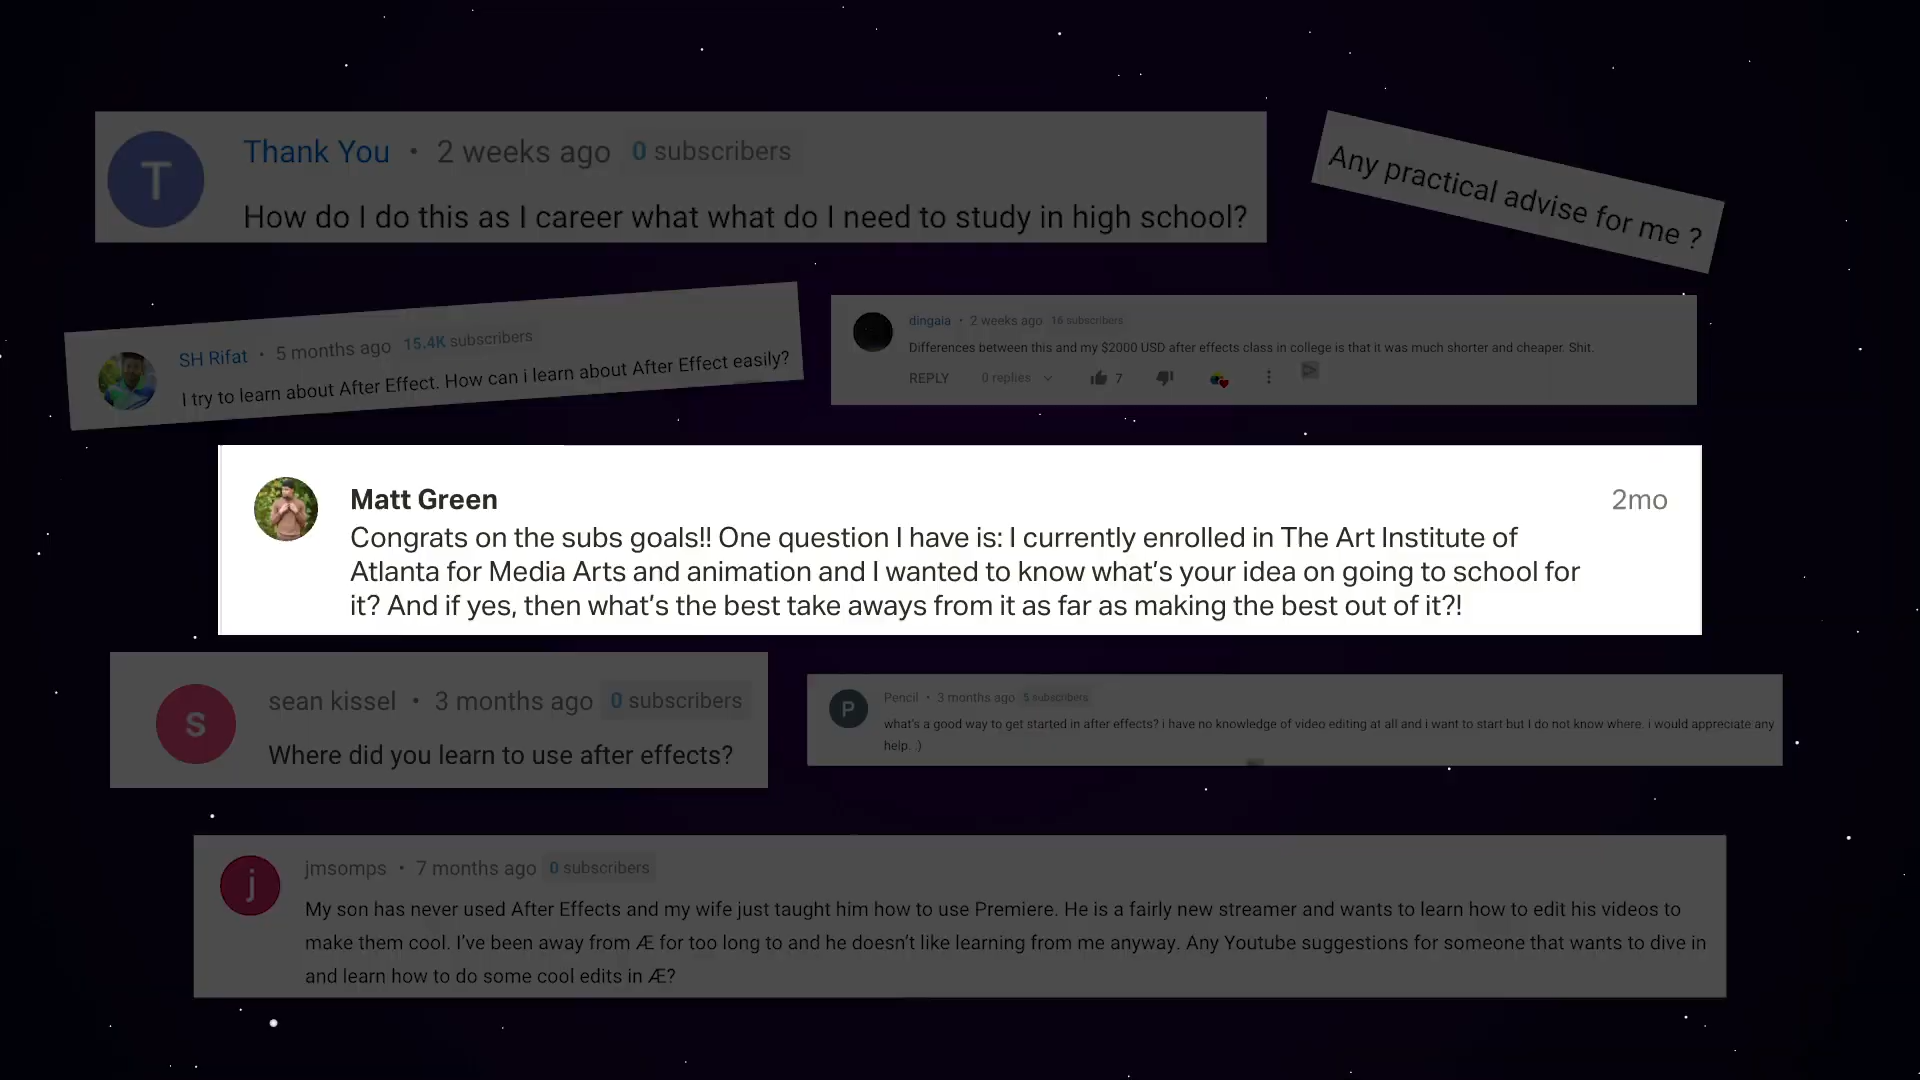 T
Thank You • 2 weeks ago 0 subscribers
How do I do this as I career what what do I need to study in high school?
Any practical advise for me ?
SH Rifat • 5 months ago 15.4K subscribers
I try to learn about After Effect. How can i learn about After Effect easily?
dingaia • 2 weeks ago 16 subscribers
Differences between this and my $2000 USD after effects class in college is that it was much shorter and cheaper. Shit.
REPLY 0 replies 7
Matt Green 2mo
Congrats on the subs goals!! One question I have is: I currently enrolled in The Art Institute of
Atlanta for Media Arts and animation and I wanted to know what’s your idea on going to school for
it? And if yes, then what’s the best take aways from it as far as making the best out of it?!
s
sean kissel • 3 months ago 0 subscribers
Where did you learn to use after effects?
P
Pencil • 3 months ago 5 subscribers
what's a good way to get started in after effects? i have no knowledge of video editing at all and i want to start but I do not know where. i would appreciate any
help. :)
j
jmsomps • 7 months ago 0 subscribers
My son has never used After Effects and my wife just taught him how to use Premiere. He is a fairly new streamer and wants to learn how to edit his videos to
make them cool. I’ve been away from Æ for too long to and he doesn’t like learning from me anyway. Any Youtube suggestions for someone that wants to dive in
and learn how to do some cool edits in Æ?